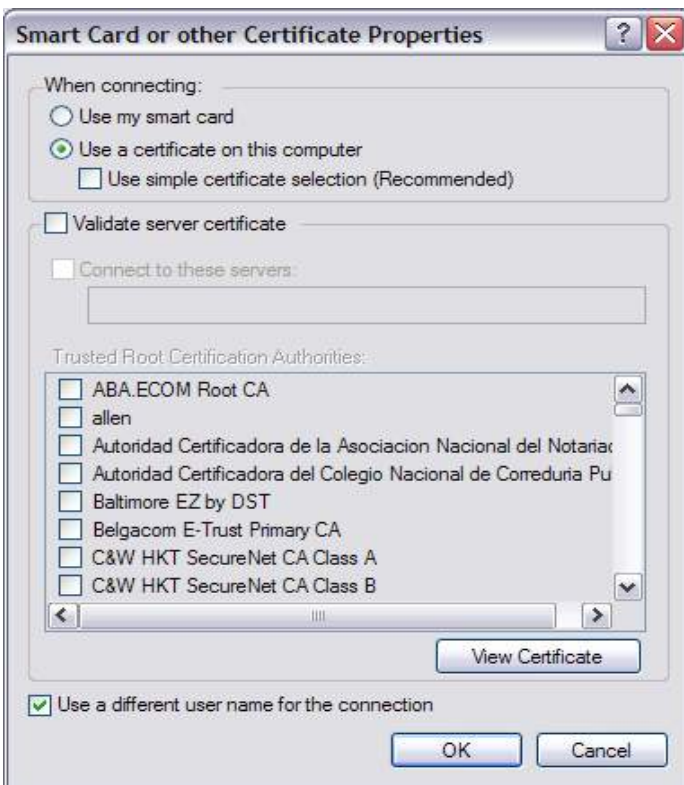 Smart Card or other Certificate Properties
When connecting:
Use my smart card
Use a certificate on this computer
Use simple certificate selection (Recommended)
Validate server certificate
Connect to these servers:
Trusted Root Certification Authorities:
ABA.ECOM Root CA
allen
Autoridad Certificadora de la Asociacion Nacional del Notariac
Autoridad Certificadora del Colegio Nacional de Correduria Pu
Baltimore EZ by DST
Belgacom E-Trust Primary CA
C&W HKT SecureNet CA Class A
C&W HKT SecureNet CA Class B
View Certificate
Use a different user name for the connection
OK Cancel